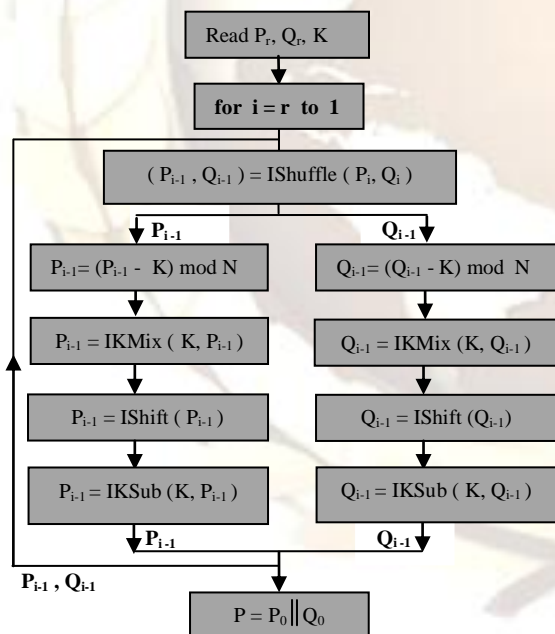 Read Pr, Qr, K
for i = r to 1
( Pi-1 , Qi-1 ) = IShuffle ( Pi, Qi )
Pi-1 Qi-1
Pi-1= (Pi-1 - K) mod N Qi-1= (Qi-1 - K) mod N
Pi-1 = IKMix ( K, Pi-1 ) Qi-1 = IKMix (K, Qi-1 )
Pi-1 = IShift ( Pi-1 ) Qi-1 = IShift (Qi-1)
Pi-1 = IKSub (K, Pi-1 ) Qi-1 = IKSub ( K, Qi-1 )
Pi-1 Qi-1
Pi-1 , Qi-1
P = P0 || Q0